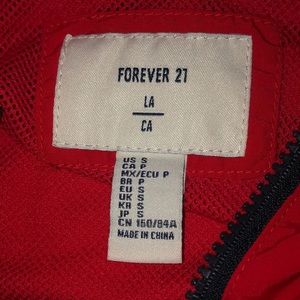 FOREVER 21
LA
CA
US S
CA P
MX/ECU P
BR P
EU S
UK S
KR S
JP S
CN 160/84A
MADE IN CHINA